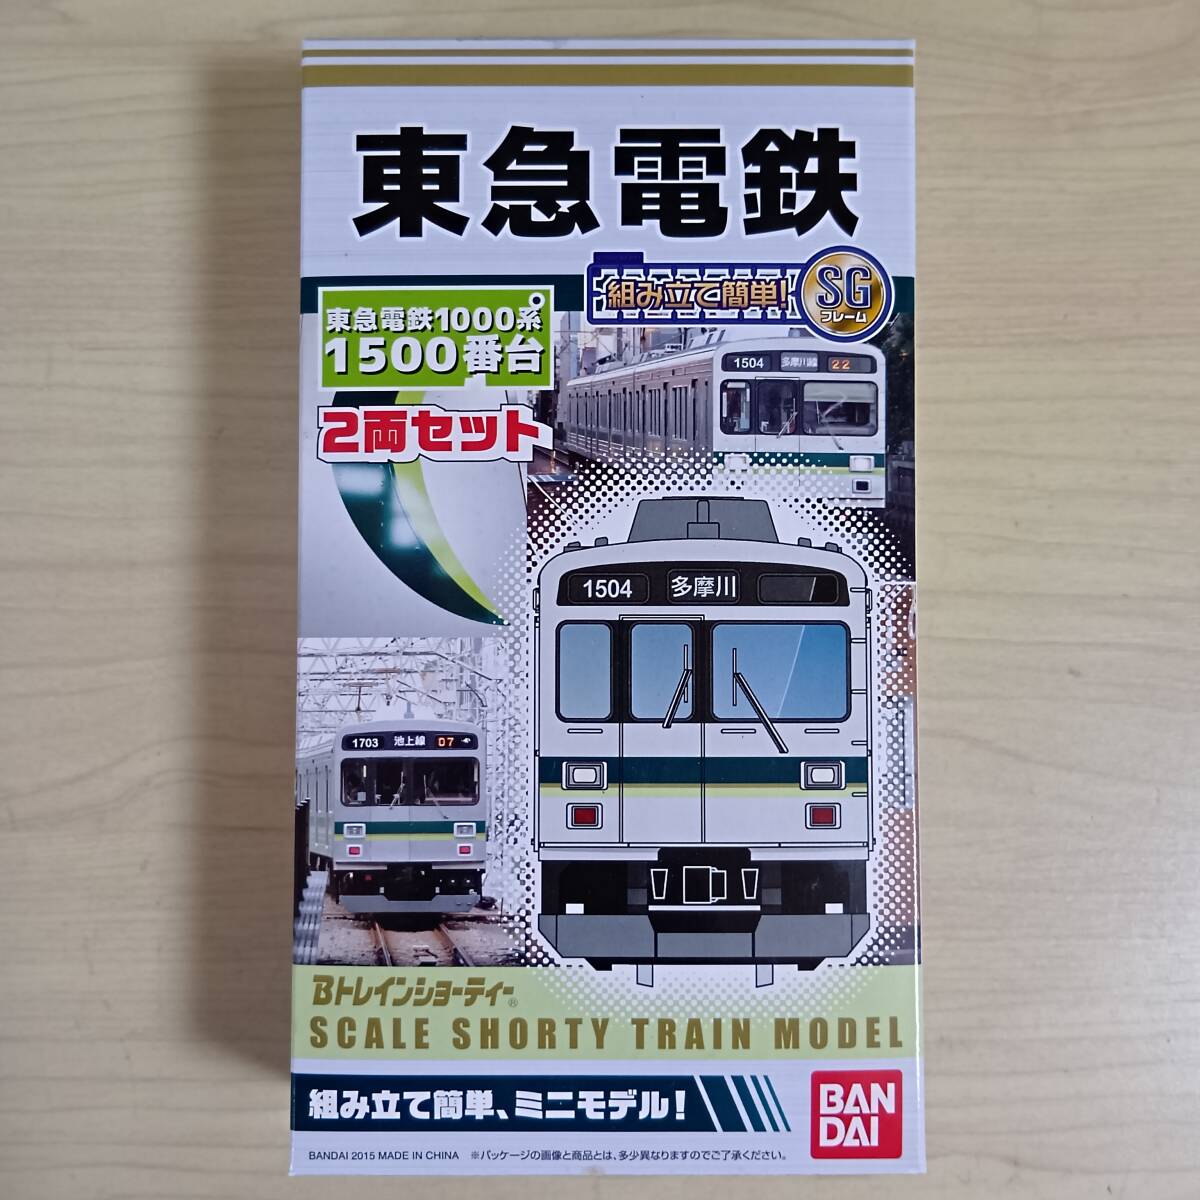 東急電鉄
組み立て簡単!
SG
フレーム
東急電鉄1000系
1500番台
2両セット
1504 多摩川線 22
1504 多摩川
1703 池上線 07
Bトレインショーティー®
SCALE SHORTY TRAIN MODEL
組み立て簡単、ミニモデル!
BAN
DAI
BANDAI 2015 MADE IN CHINA ※パッケージの画像と商品とは、多少異なりますのでご了承ください。